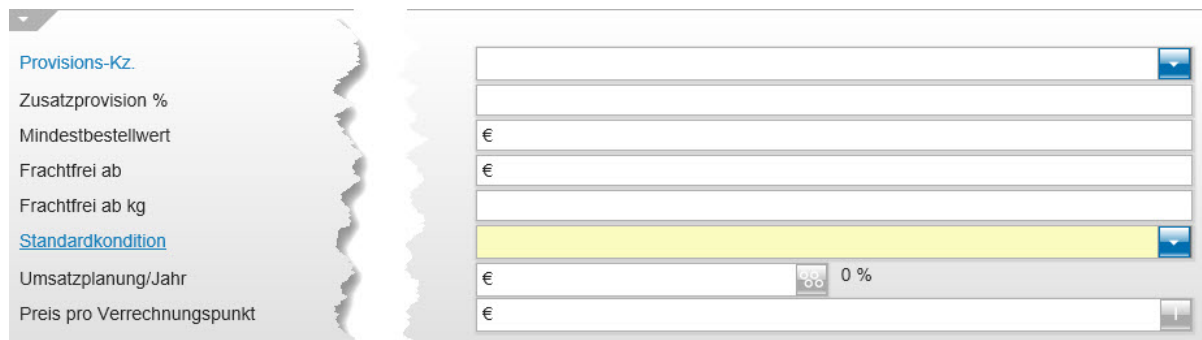 Provisions-Kz.
Zusatzprovision %
Mindestbestellwert €
Frachtfrei ab €
Frachtfrei ab kg
Standardkondition
Umsatzplanung/Jahr € 0 %
Preis pro Verrechnungspunkt €